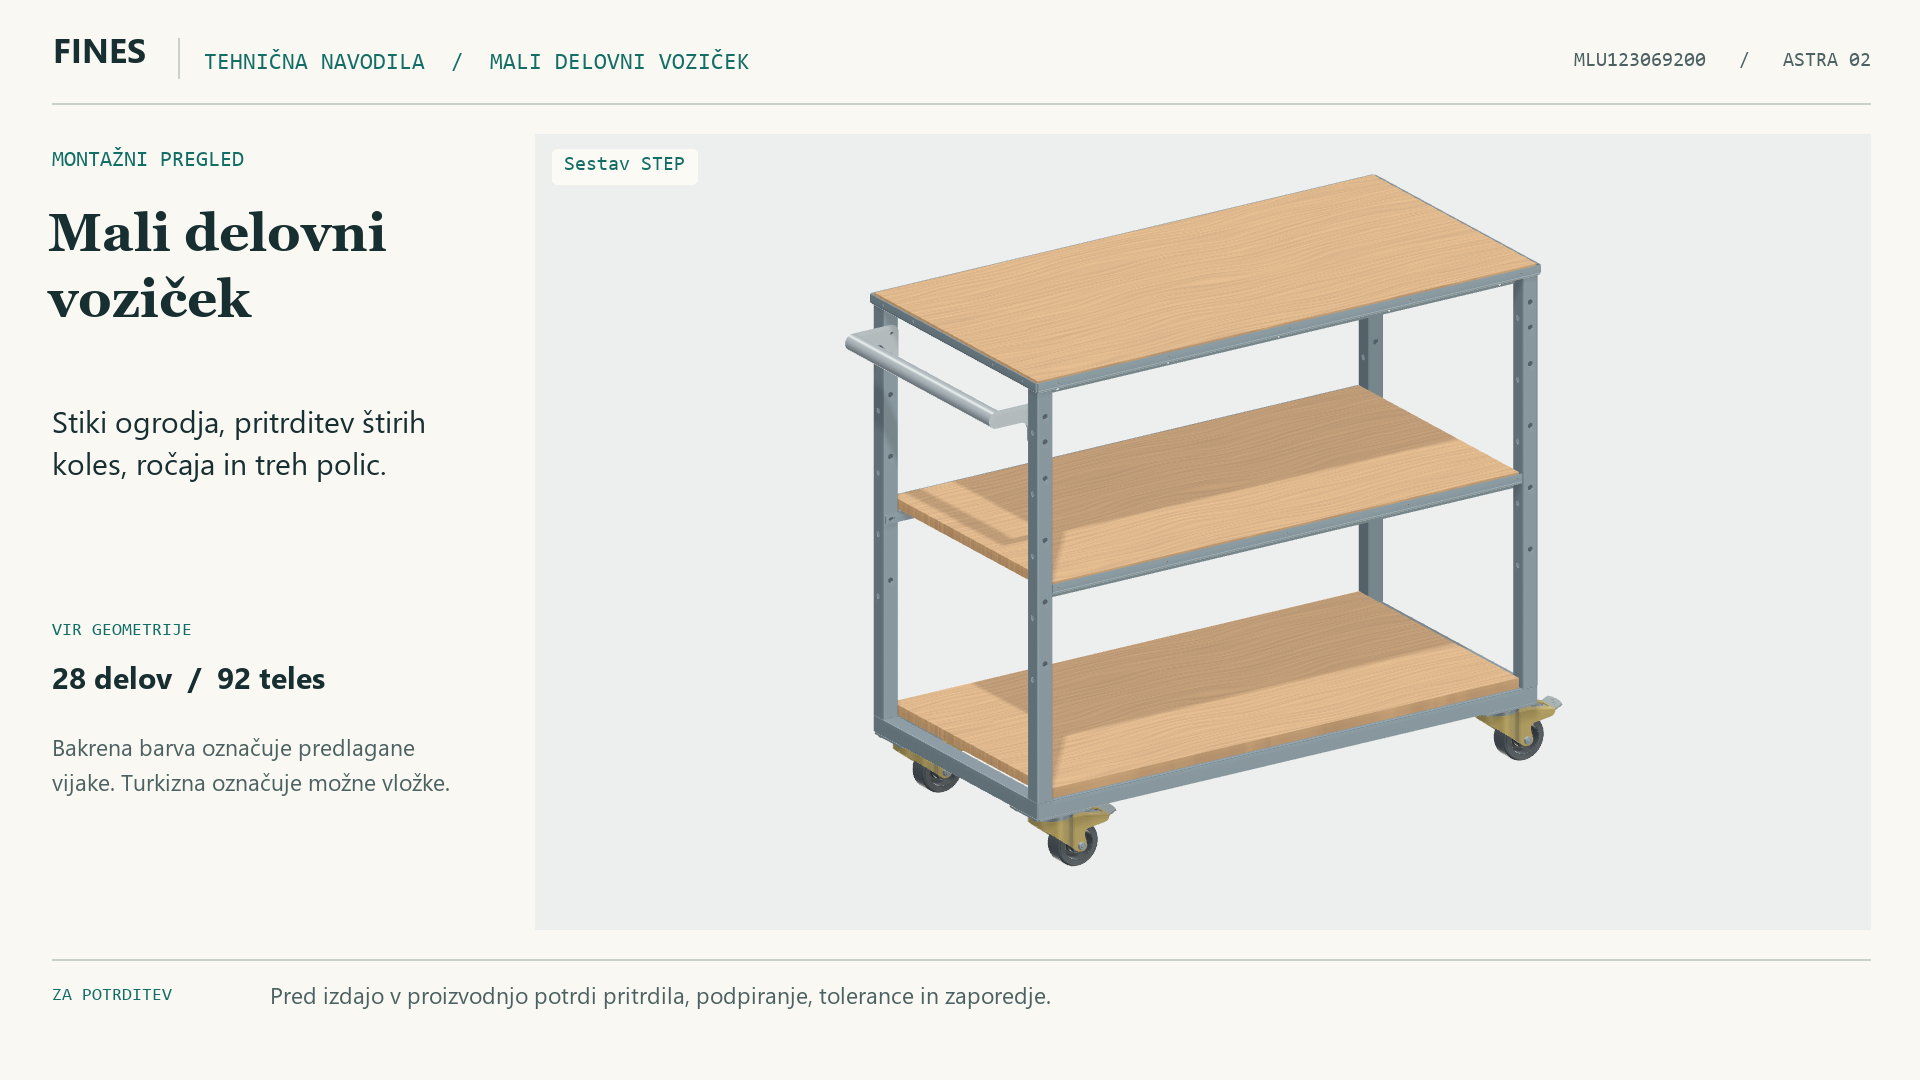 FINES
TEHNIČNA NAVODILA / MALI DELOVNI VOZIČEK
MLU123069200 / ASTRA 02
MONTAŽNI PREGLED
Mali delovni
voziček
Stiki ogrodja, pritrditev štirih
koles, ročaja in treh polic.
VIR GEOMETRIJE
28 delov / 92 teles
Bakrena barva označuje predlagane
vijake. Turkizna označuje možne vložke.
Sestav STEP
ZA POTRDITEV
Pred izdajo v proizvodnjo potrdi pritrdila, podpiranje, tolerance in zaporedje.